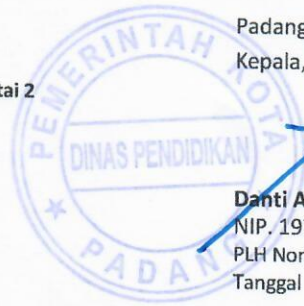 Padang
Kepala,
tai 2
PEMERINTAH KOTA
DINAS PENDIDIKAN
PADANG
Danti A
NIP. 19
PLH Nor
Tanggal